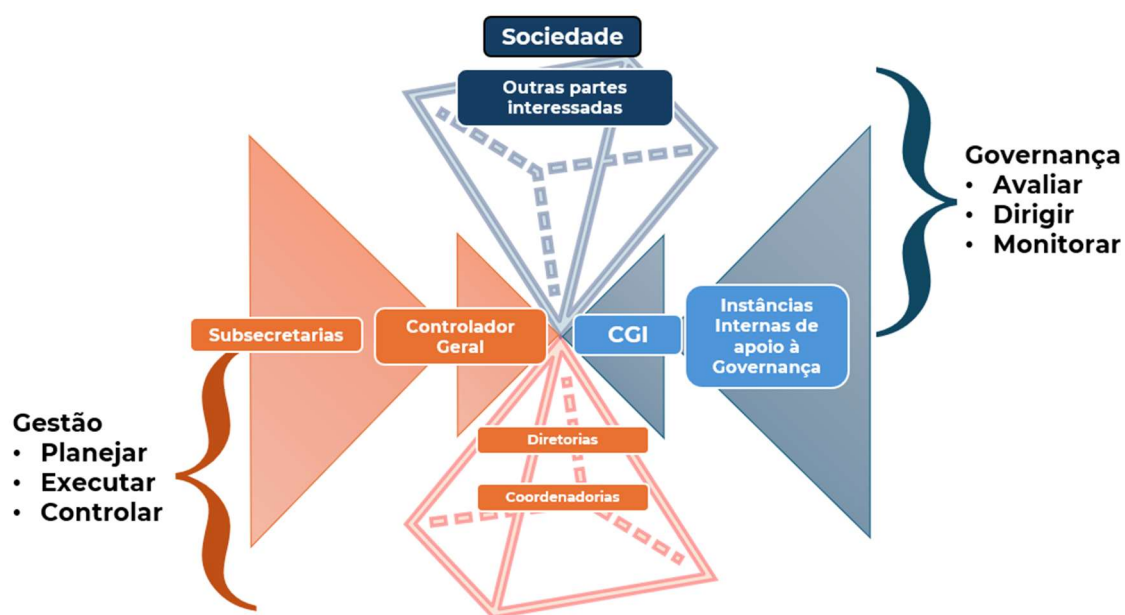 Sociedade
Outras partes
interessadas
Governança
• Avaliar
• Dirigir
• Monitorar
Subsecretarias
Controlador
Geral
CGI
Instâncias
Internas de
apoio à
Governança
Gestão
• Planejar
• Executar
• Controlar
Diretorias
Coordenadorias